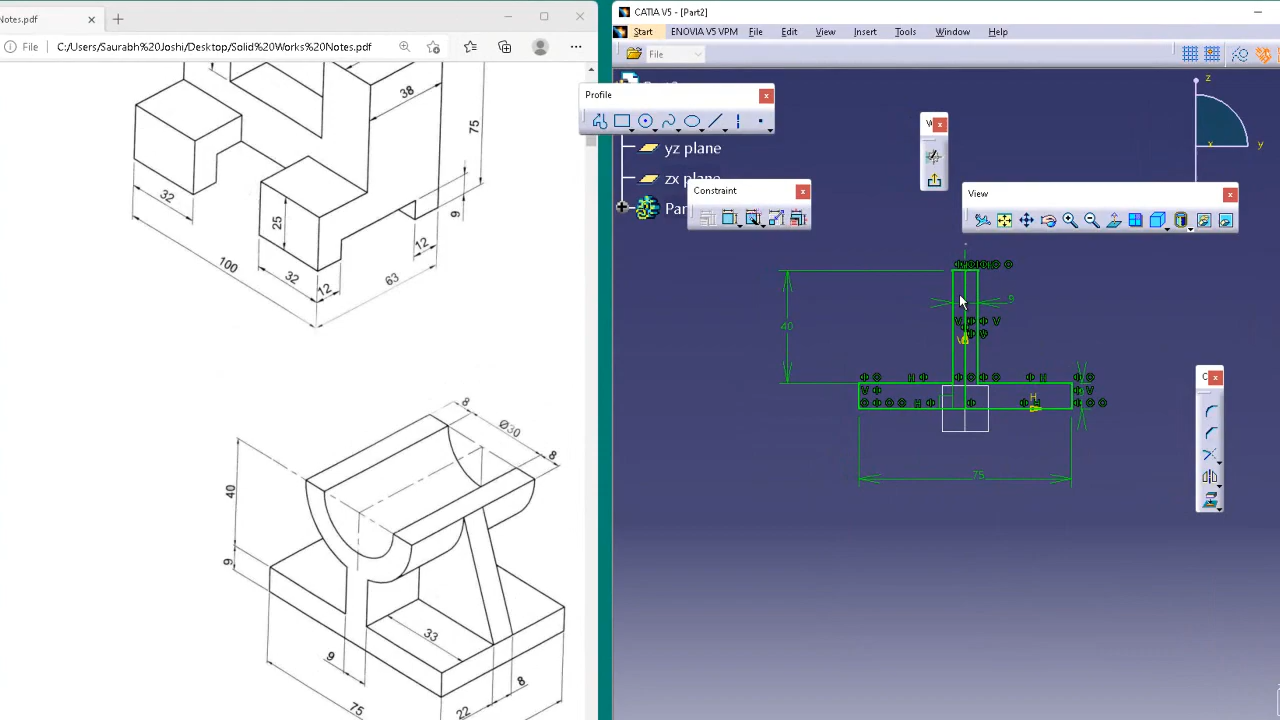 Notes.pdf
File C:/Users/Saurabh%20Joshi/Desktop/Solid%20Works%20Notes.pdf
38
75
32
25
9
12
100
32
12
63
8
Ø30
8
40
9
33
9
8
75
22
CATIA V5 - [Part2]
Start ENOVIA V5 VPM File Edit View Insert Tools Window Help
File
Profile
yz plane
zx plane
Constraint
Par
View
z
x
y
40
9
V
H
75